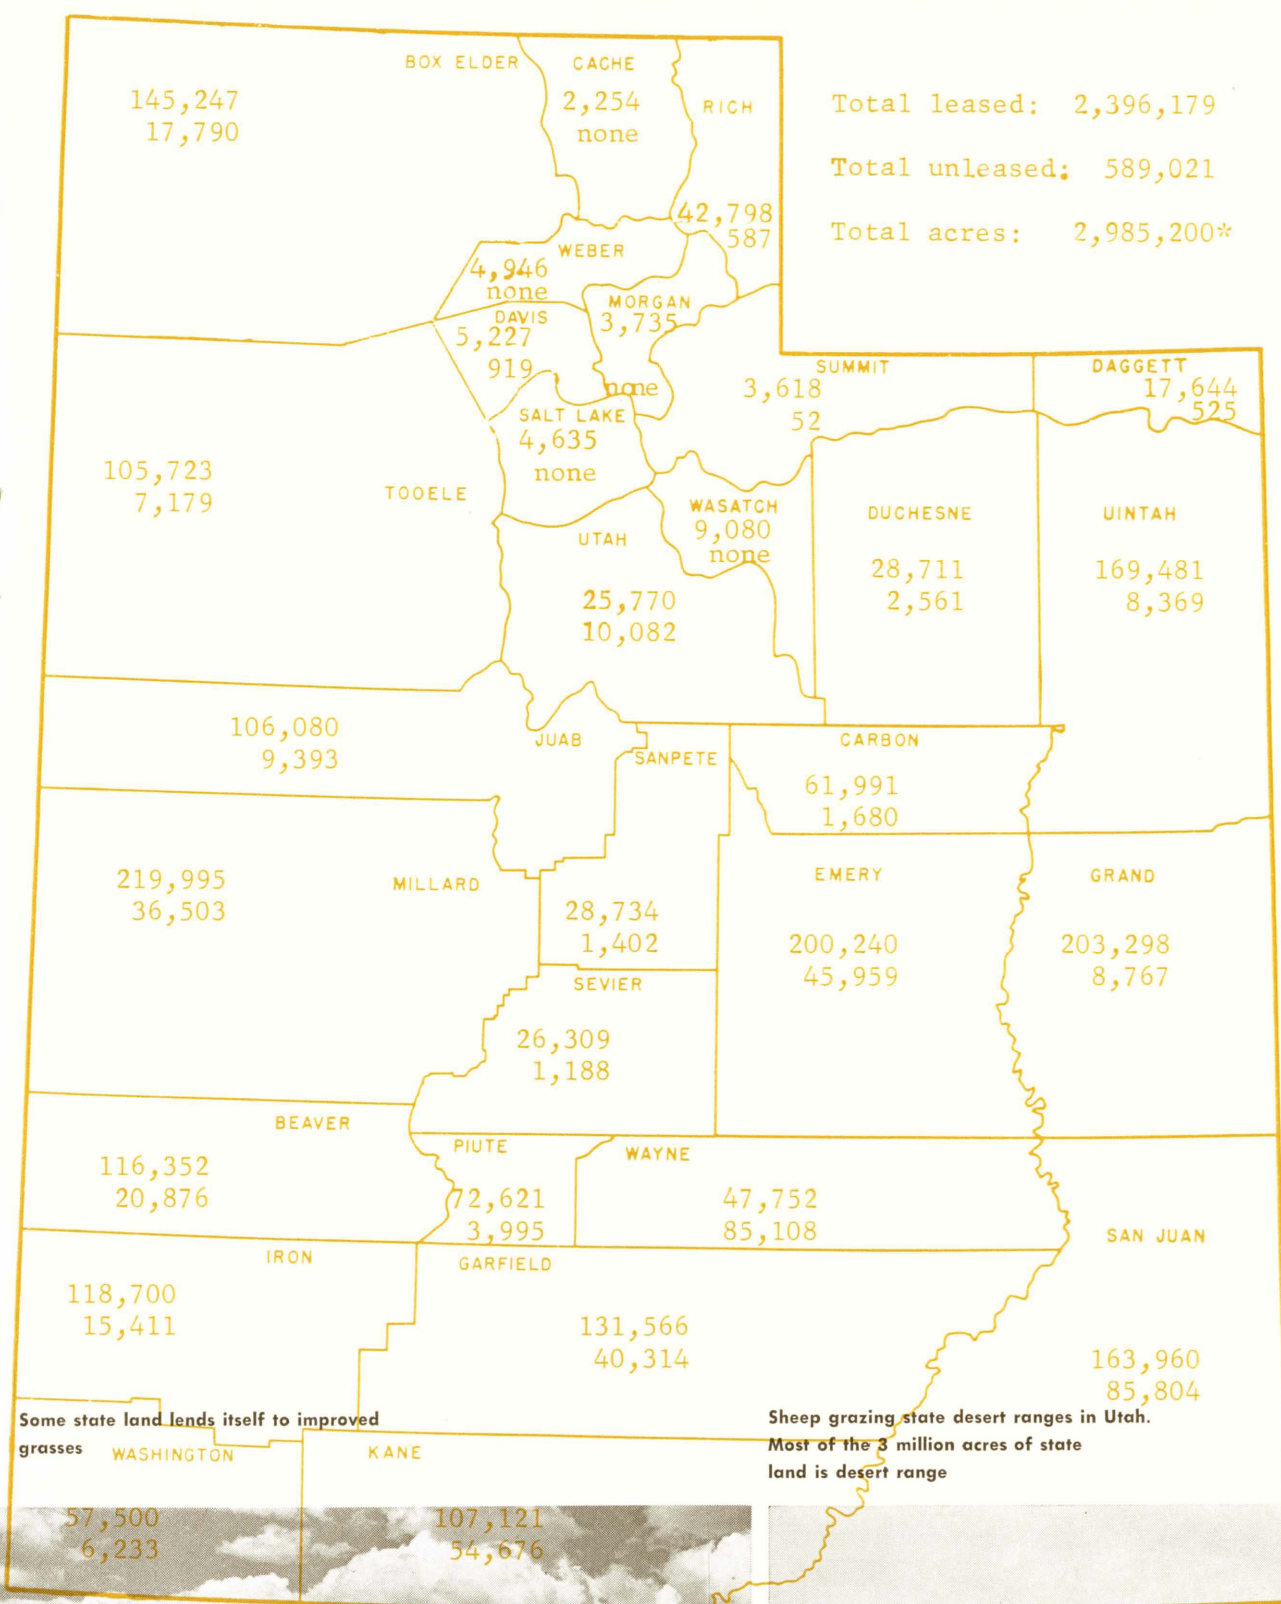 BOX ELDER
145,247
17,790
CACHE
2,254
none
RICH
42,798
587
Total leased: 2,396,179
Total unleased: 589,021
Total acres: 2,985,200*
WEBER
4,946
none
MORGAN
3,735
none
DAVIS
5,227
919
SUMMIT
3,618
52
DAGGETT
17,644
525
SALT LAKE
4,635
none
TOOELE
105,723
7,179
WASATCH
9,080
none
DUCHESNE
28,711
2,561
UINTAH
169,481
8,369
UTAH
25,770
10,082
JUAB
106,080
9,393
SANPETE
28,734
1,402
CARBON
61,991
1,680
MILLARD
219,995
36,503
EMERY
200,240
45,959
GRAND
203,298
8,767
SEVIER
26,309
1,188
BEAVER
116,352
20,876
PIUTE
72,621
3,995
WAYNE
47,752
85,108
SAN JUAN
163,960
85,804
IRON
118,700
15,411
GARFIELD
131,566
40,314
Some state land lends itself to improved
grasses
WASHINGTON
57,500
6,233
KANE
107,121
54,676
Sheep grazing state desert ranges in Utah.
Most of the 3 million acres of state
land is desert range